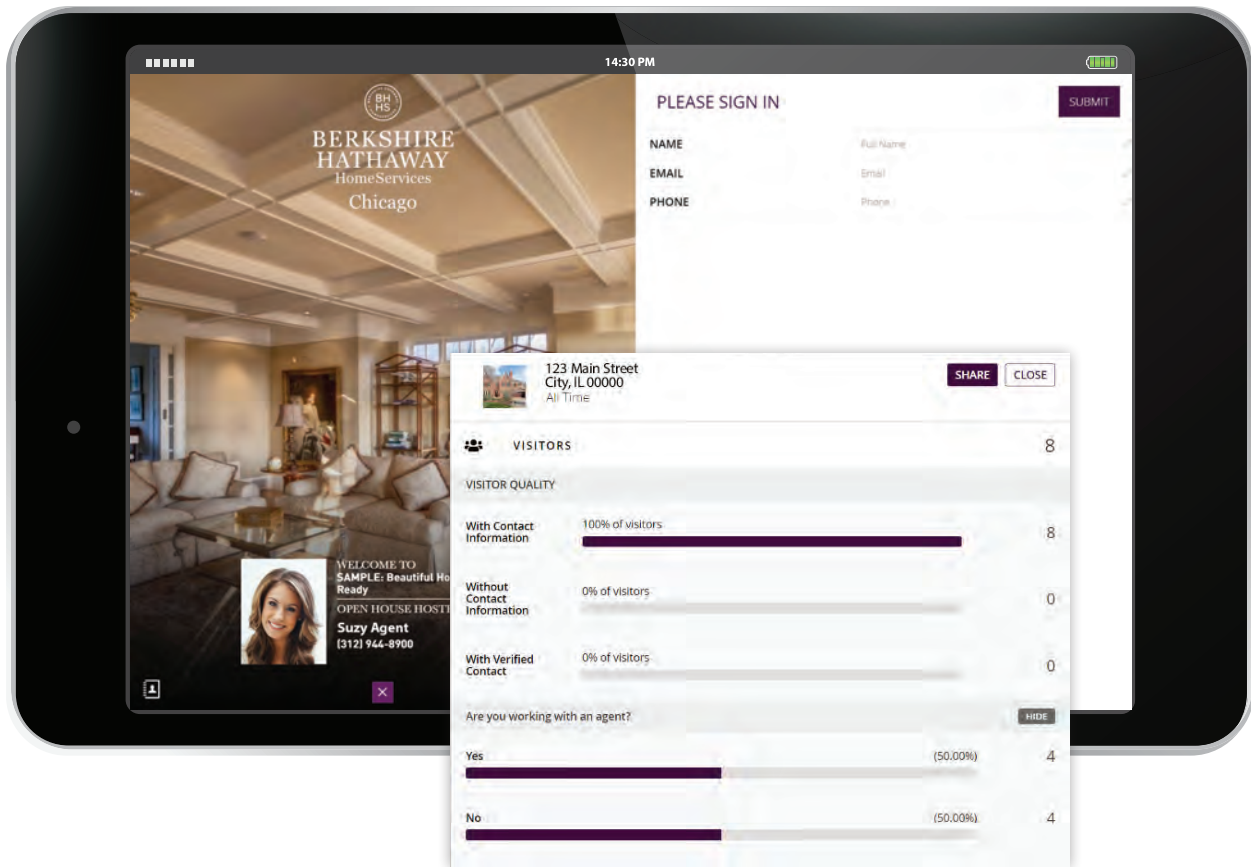 14:30 PM
BH
HS
BERKSHIRE
HATHAWAY
HomeServices
Chicago
WELCOME TO
SAMPLE: Beautiful Ho
Ready
OPEN HOUSE HOSTE
Suzy Agent
(312) 944-8900
PLEASE SIGN IN
SUBMIT
NAME Full Name
EMAIL Email
PHONE Phone
123 Main Street
City, IL 00000
All Time
SHARE CLOSE
VISITORS 8
VISITOR QUALITY
With Contact
Information
100% of visitors
8
Without
Contact
Information
0% of visitors
0
With Verified
Contact
0% of visitors
0
Are you working with an agent? HIDE
Yes (50.00%) 4
No (50.00%) 4